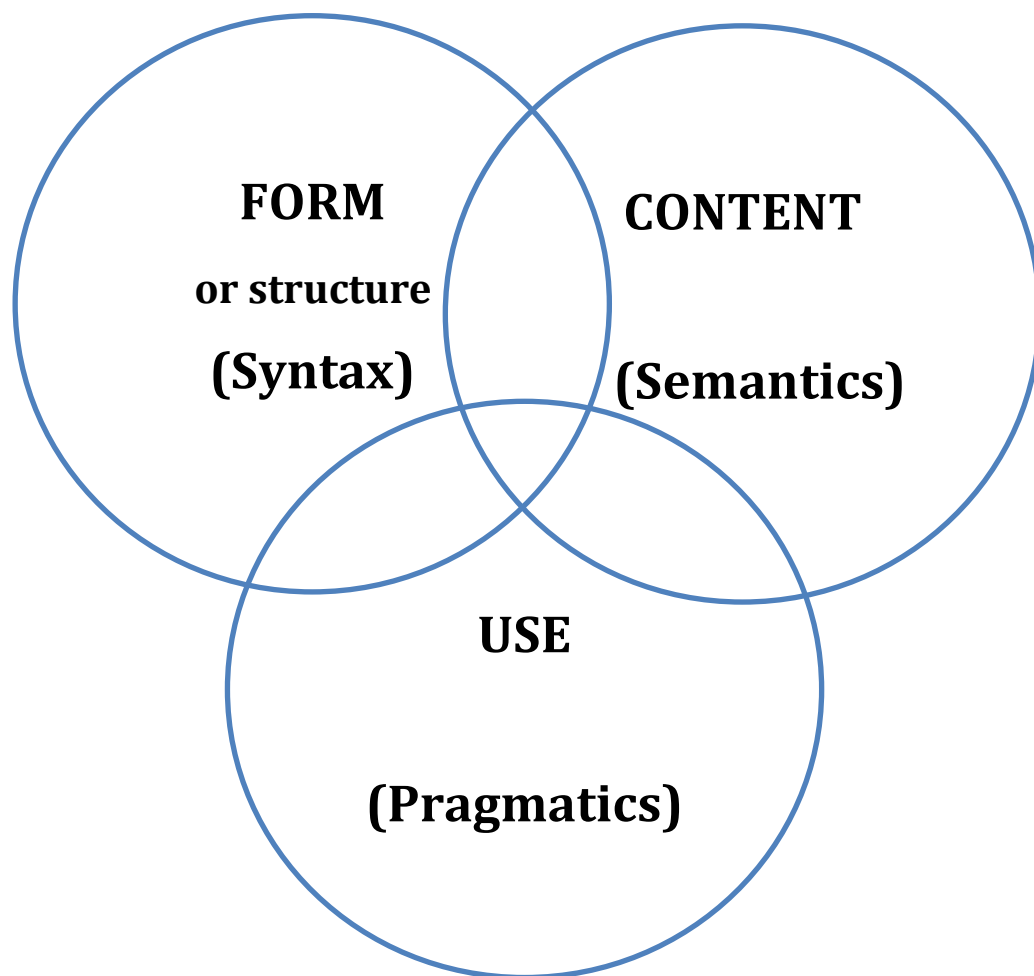 FORM
or structure
(Syntax)
CONTENT
(Semantics)
USE
(Pragmatics)